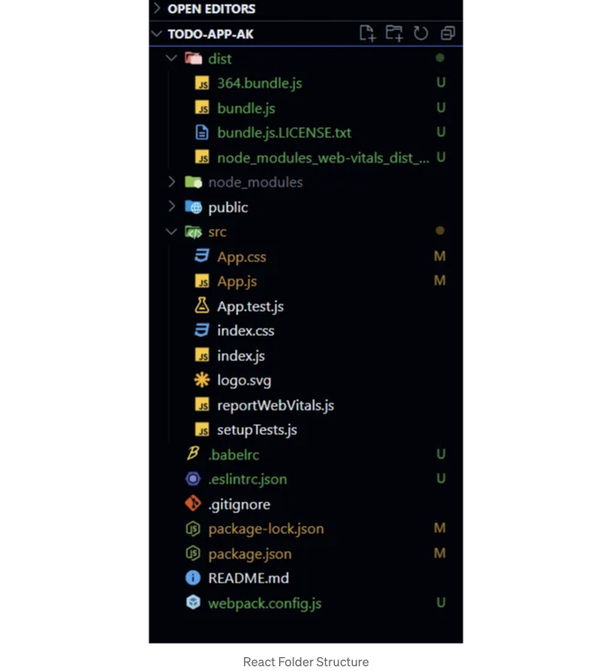 OPEN EDITORS
TODO-APP-AK
dist
364.bundle.js U
bundle.js U
bundle.js.LICENSE.txt U
node_modules_web-vitals_dist_... U
node_modules
public
src
App.css M
App.js M
App.test.js
index.css
index.js
logo.svg
reportWebVitals.js
setupTests.js
.babelrc U
.eslintrc.json U
.gitignore
package-lock.json M
package.json M
README.md
webpack.config.js U
React Folder Structure